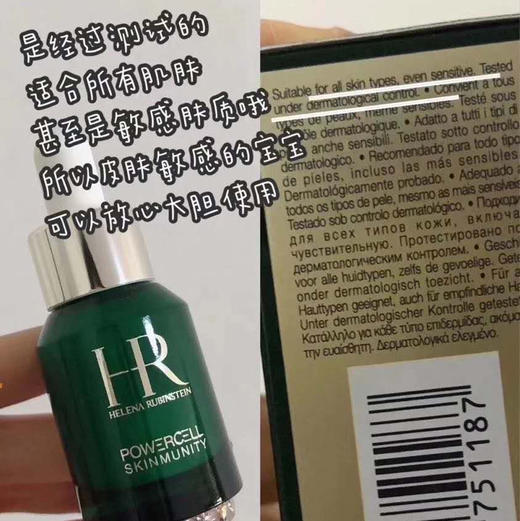 是经过测试的
适合所有肌肤
甚至是敏感肤质哦
所以皮肤敏感的宝宝
可以放心大胆使用
HR
HELENA RUBINSTEIN
POWERCELL
SKINMUNITY
Suitable for all skin types, even sensitive. Tested
under dermatological control. • Convient à tous
types de peaux, même sensibles. Testé sous
dermatologique. • Adatto a tutti i tipi di
anche sensibili. Testato sotto controllo
dermatologico. • Recomendado para todo tipo
de pieles, incluso las más sensibles.
Dermatológicamente probado. • Adequado a
todos os tipos de pele, mesmo as mais sensíveis.
Testado sob controlo dermatológico. • Подходит
для всех типов кожи, включая
чувствительную. Протестировано по
дерматологическим контролем. • Gesch
voor alle huidtypen, zelfs de gevoelige. Gete
onder dermatologisch toezicht. • Für a
Hauttypen geeignet, auch für empfindliche Ha
Unter dermatologischer Kontrolle getestet
Κατάλληλο για κάθε τύπο επιδερμίδας, ακόμα
την ευαίσθητη. Δερματολογικά ελεγμένο.
751187